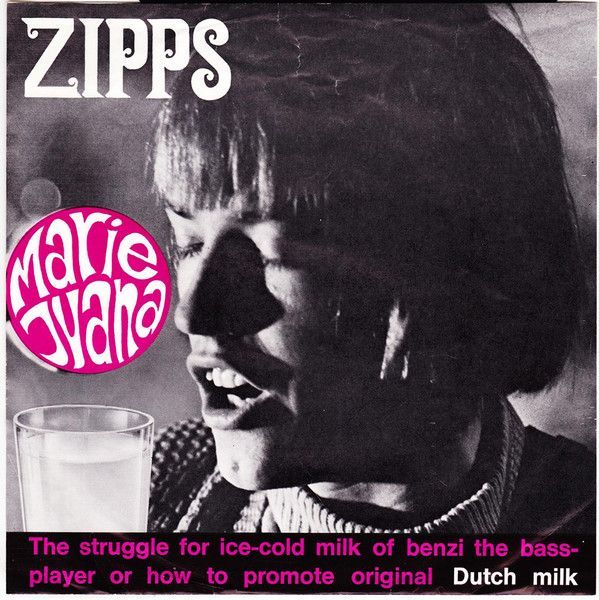 ZIPPS
Marie
Juana
The struggle for ice-cold milk of benzi the bass-
player or how to promote original Dutch milk